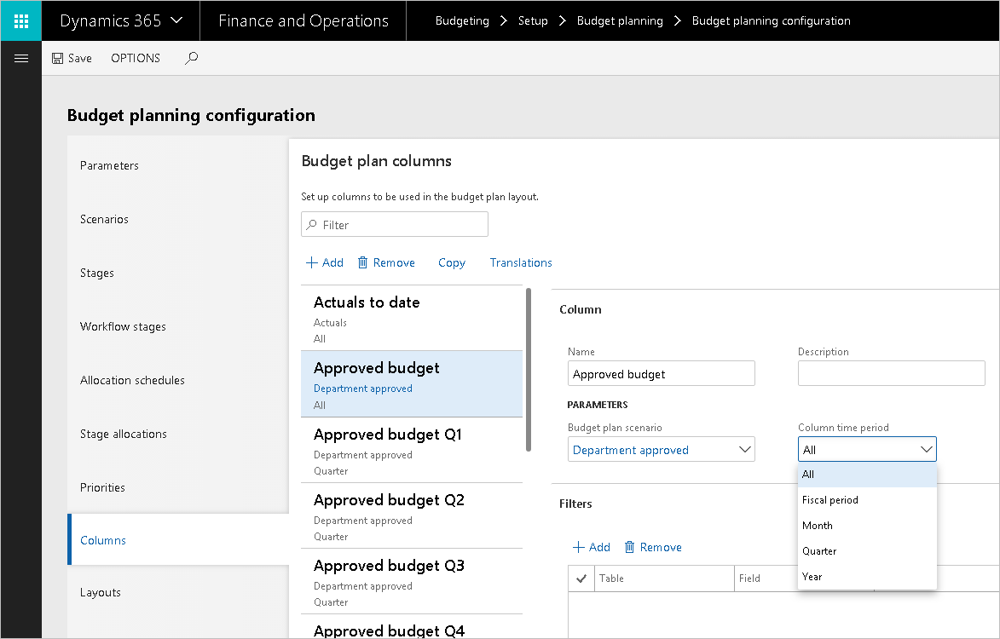 Dynamics 365 Finance and Operations Budgeting Setup Budget planning Budget planning configuration
Save OPTIONS
Budget planning configuration
Parameters
Scenarios
Stages
Workflow stages
Allocation schedules
Stage allocations
Priorities
Columns
Layouts
Budget plan columns
Set up columns to be used in the budget plan layout.
Filter
Add Remove Copy Translations
Actuals to date
Actuals
All
Approved budget
Department approved
All
Approved budget Q1
Department approved
Quarter
Approved budget Q2
Department approved
Quarter
Approved budget Q3
Department approved
Quarter
Approved budget Q4
Column
Name Description
Approved budget
PARAMETERS
Budget plan scenario Column time period
Department approved All
All
Fiscal period
Month
Quarter
Year
Filters
Add Remove
Table Field